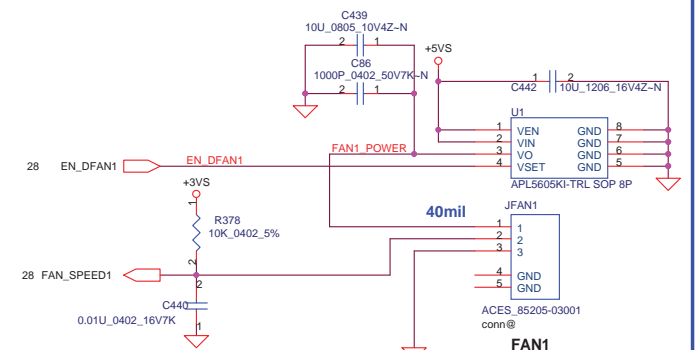 C439
10U_0805_10V4Z~N
2 1
C86
1000P_0402_50V7K~N
2 1
+5VS
1 2
C442 10U_1206_16V4Z~N
U1
1 VEN GND 8
2 VIN GND 7
3 VO GND 6
4 VSET GND 5
APL5605KI-TRL SOP 8P
FAN1_POWER
28 EN_DFAN1 EN_DFAN1
+3VS
1
R378
10K_0402_5%
2
40mil
JFAN1
1 1
2 2
3 3
4 GND
5 GND
ACES_85205-03001
conn@
FAN1
28 FAN_SPEED1
2
C440
0.01U_0402_16V7K
1